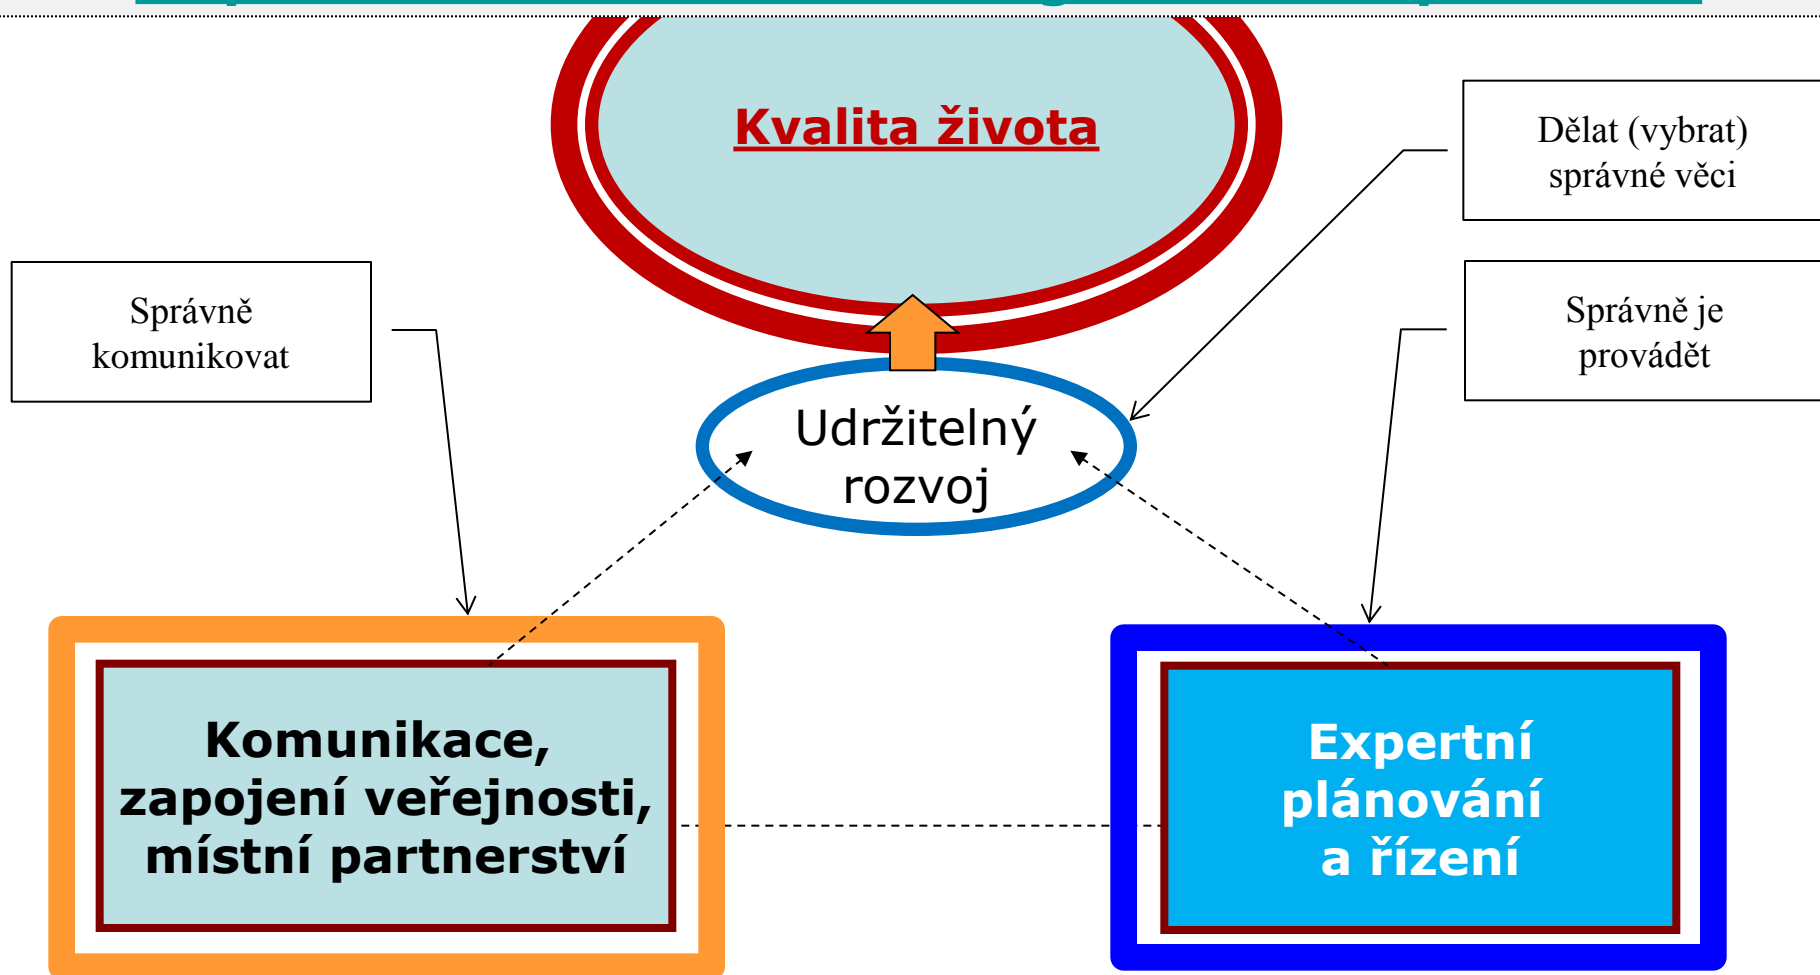 Kvalita života
Dělat (vybrat)
správné věci
Správně
komunikovat
Správně je
provádět
Udržitelný
rozvoj
Komunikace,
zapojení veřejnosti,
místní partnerství
Expertní
plánování
a řízení